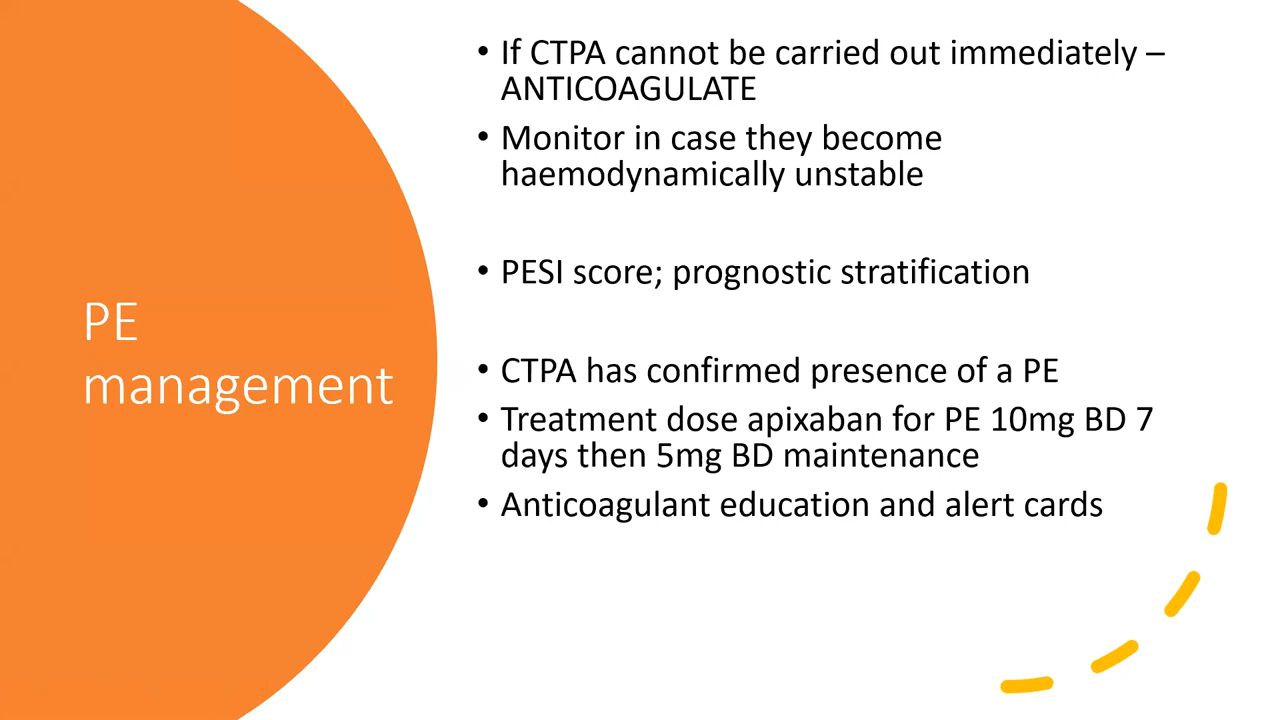 PE
management
• If CTPA cannot be carried out immediately –
ANTICOAGULATE
• Monitor in case they become
haemodynamically unstable
• PESI score; prognostic stratification
• CTPA has confirmed presence of a PE
• Treatment dose apixaban for PE 10mg BD 7
days then 5mg BD maintenance
• Anticoagulant education and alert cards